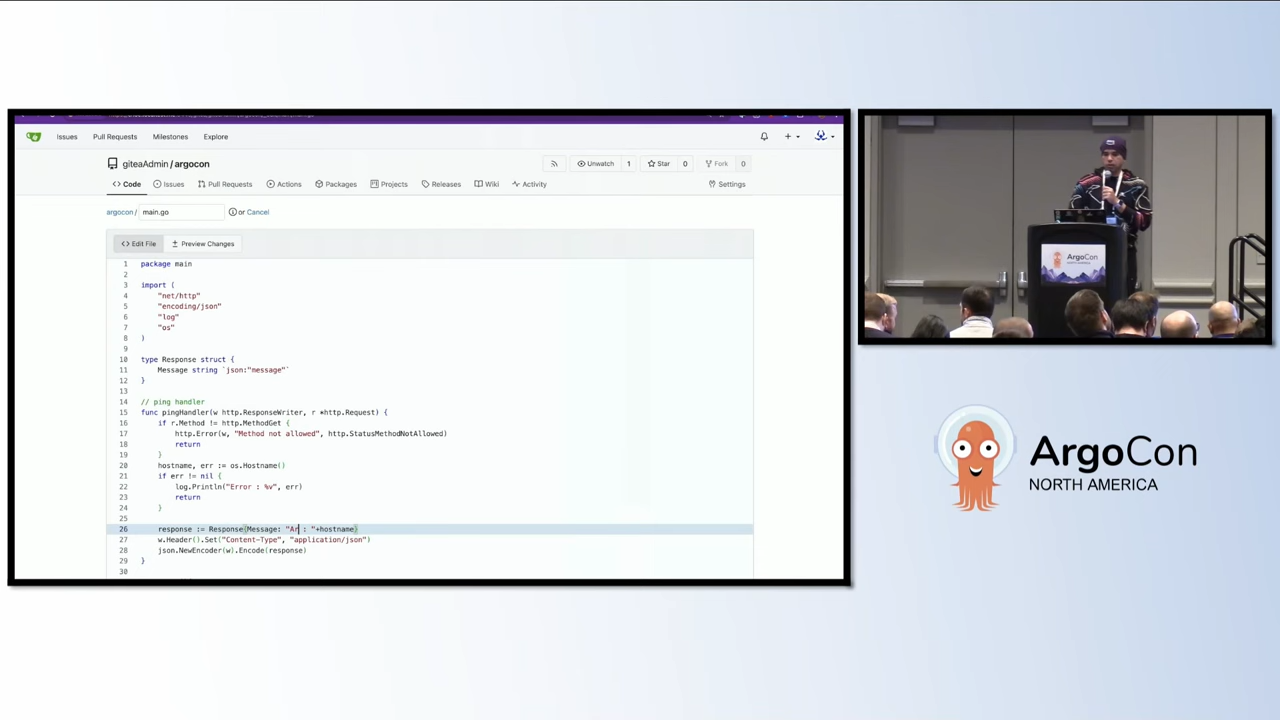 Issues Pull Requests Milestones Explore
giteaAdmin/argocon
Unwatch 1 Star 0 Fork 0
Code Issues Pull Requests Actions Packages Projects Releases Wiki Activity Settings
argocon / main.go or Cancel
Edit File Preview Changes
1 package main
2
3 import (
4 "net/http"
5 "encoding/json"
6 "log"
7 "os"
8 )
9
10 type Response struct {
11 Message string `json:"message"`
12 }
13
14 // ping handler
15 func pingHandler(w http.ResponseWriter, r *http.Request) {
16 if r.Method != http.MethodGet {
17 http.Error(w, "Method not allowed", http.StatusMethodNotAllowed)
18 return
19 }
20 hostname, err := os.Hostname()
21 if err != nil {
22 log.Println("Error : %v", err)
23 return
24 }
25
26 response := Response{Message: "Ar : "+hostname}
27 w.Header().Set("Content-Type", "application/json")
28 json.NewEncoder(w).Encode(response)
29 }
30
ArgoCon
NORTH AMERICA
ArgoCon
NORTH AMERICA